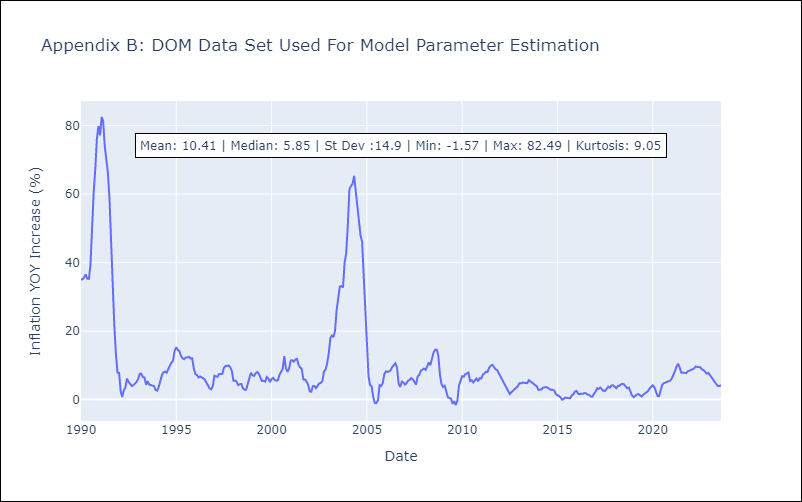 Appendix B: DOM Data Set Used For Model Parameter Estimation
Mean: 10.41 | Median: 5.85 | St Dev :14.9 | Min: -1.57 | Max: 82.49 | Kurtosis: 9.05
Inflation YOY Increase (%)
80
60
40
20
0
1990 1995 2000 2005 2010 2015 2020
Date